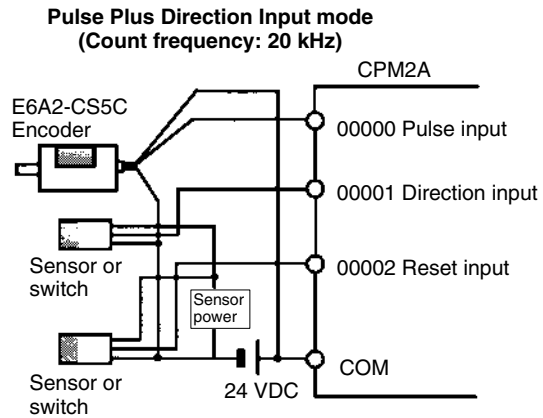 Pulse Plus Direction Input mode
(Count frequency: 20 kHz)
CPM2A
E6A2-CS5C
Encoder
00000 Pulse input
00001 Direction input
Sensor or
switch
00002 Reset input
Sensor
power
COM
24 VDC
Sensor or
switch